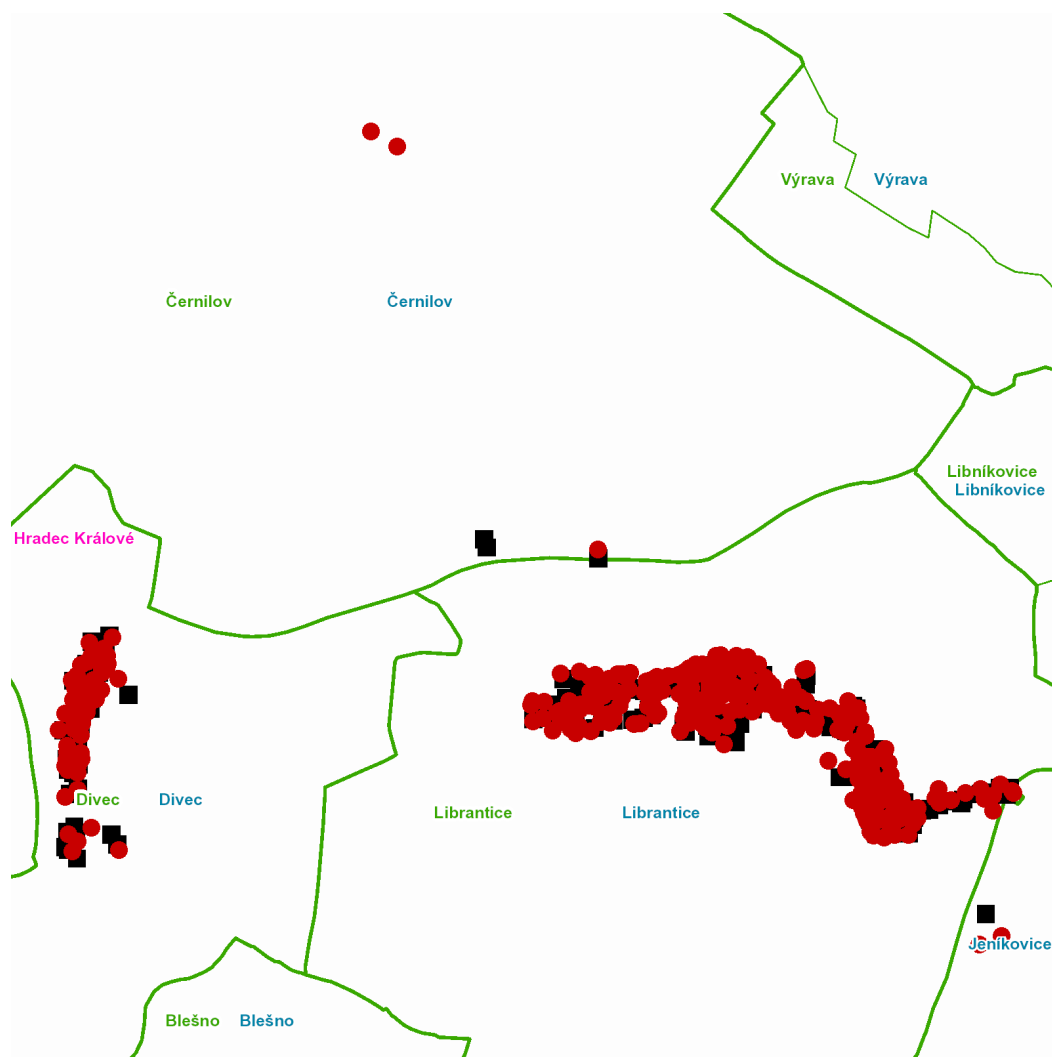 Výrava Výrava
Černilov Černilov
Libníkovice
Libníkovice
Hradec Králové
Divec Divec
Librantice Librantice
Jeníkovice
Blešno Blešno